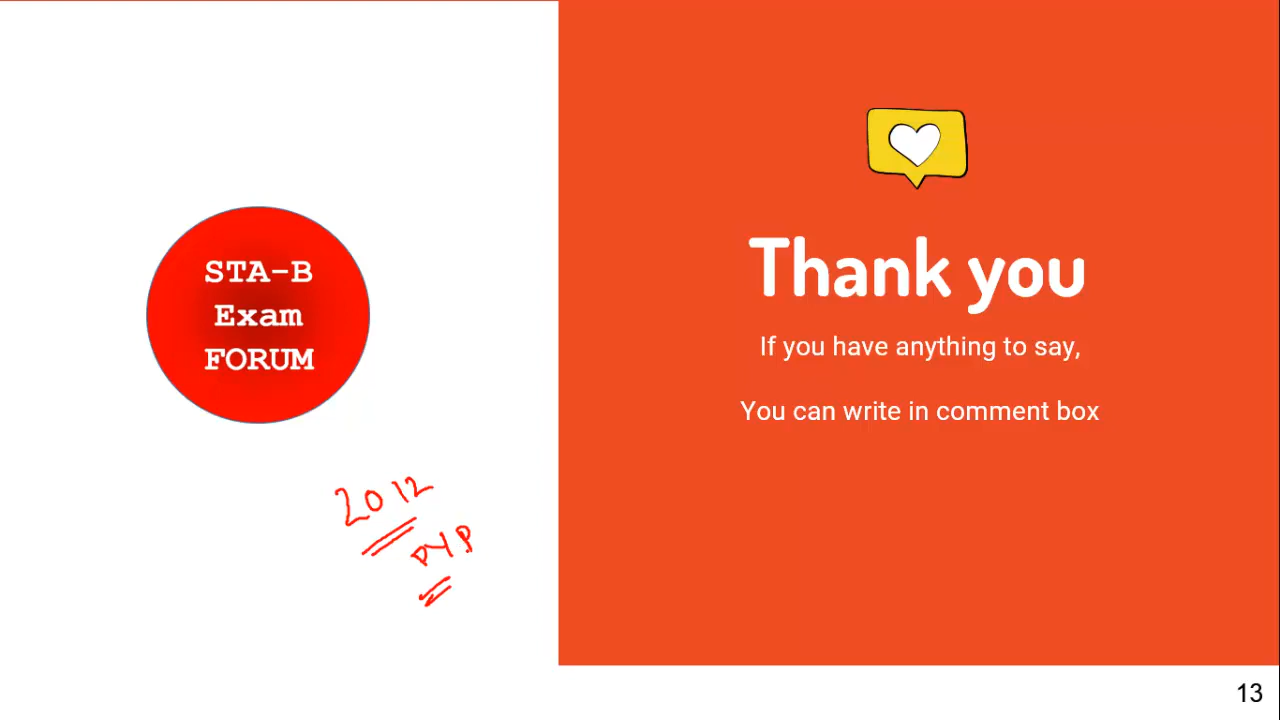 STA-B
Exam
FORUM
2012
PYP
Thank you
If you have anything to say,
You can write in comment box
13